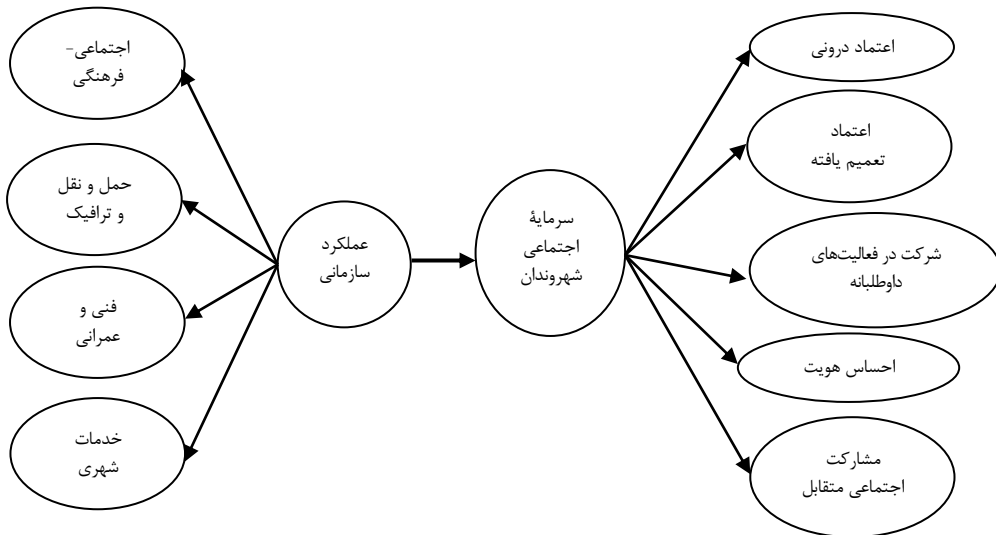 اعتماد درونی
اعتماد
تعمیم یافته
شرکت در فعالیت‌های
داوطلبانه
احساس هویت
مشارکت
اجتماعی متقابل
سرمایۀ
اجتماعی
شهروندان
عملکرد
سازمانی
اجتماعی-
فرهنگی
حمل و نقل
و ترافیک
فنی و
عمرانی
خدمات
شهری